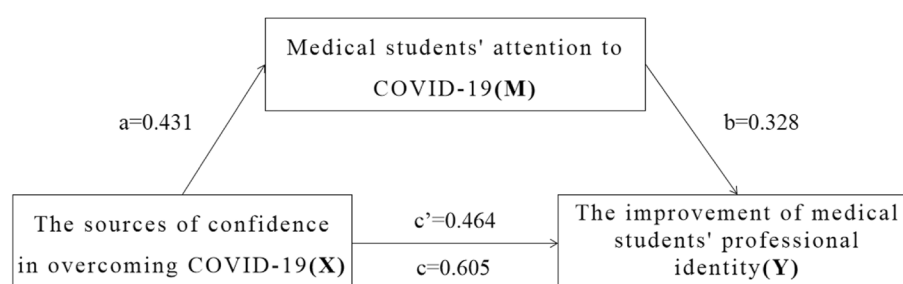 Medical students' attention to
COVID-19(M)
a=0.431
b=0.328
The sources of confidence
in overcoming COVID-19(X)
c’=0.464
c=0.605
The improvement of medical
students' professional
identity(Y)